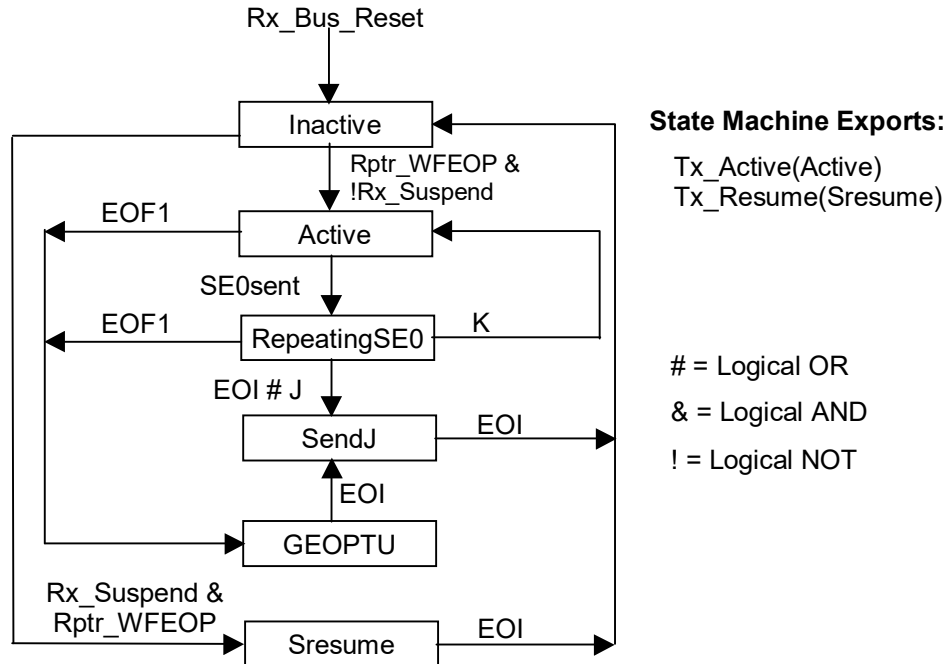 Rx_Bus_Reset
Inactive
State Machine Exports:
Rptr_WFEOP &
!Rx_Suspend
Tx_Active(Active)
Tx_Resume(Sresume)
EOF1
Active
SE0sent
EOF1
RepeatingSE0
K
EOI # J
# = Logical OR
& = Logical AND
SendJ
EOI
! = Logical NOT
EOI
GEOPTU
Rx_Suspend &
Rptr_WFEOP
Sresume
EOI